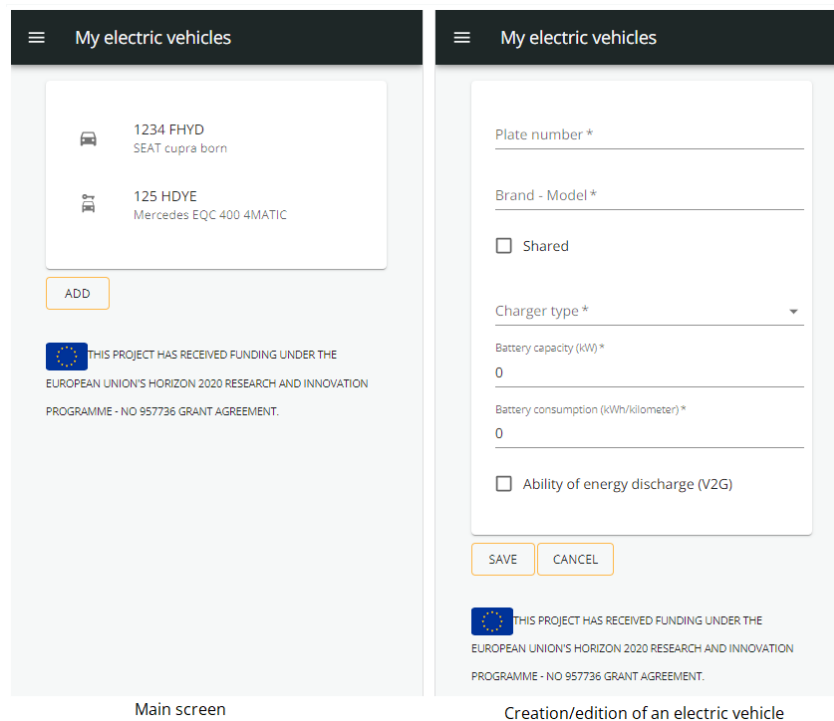 My electric vehicles
1234 FHYD
SEAT cupra born
125 HDYE
Mercedes EQC 400 4MATIC
ADD
THIS PROJECT HAS RECEIVED FUNDING UNDER THE
EUROPEAN UNION'S HORIZON 2020 RESEARCH AND INNOVATION
PROGRAMME - NO 957736 GRANT AGREEMENT.
Main screen
My electric vehicles
Plate number *
Brand - Model *
Shared
Charger type *
Battery capacity (kW) *
0
Battery consumption (kWh/kilometer) *
0
Ability of energy discharge (V2G)
SAVE CANCEL
THIS PROJECT HAS RECEIVED FUNDING UNDER THE
EUROPEAN UNION'S HORIZON 2020 RESEARCH AND INNOVATION
PROGRAMME - NO 957736 GRANT AGREEMENT.
Creation/edition of an electric vehicle